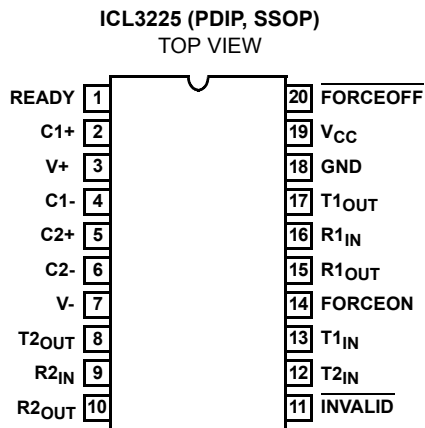 ICL3225 (PDIP, SSOP)
TOP VIEW
READY 1 20 FORCEOFF
C1+ 2 19 VCC
V+ 3 18 GND
C1- 4 17 T1OUT
C2+ 5 16 R1IN
C2- 6 15 R1OUT
V- 7 14 FORCEON
T2OUT 8 13 T1IN
R2IN 9 12 T2IN
R2OUT 10 11 INVALID